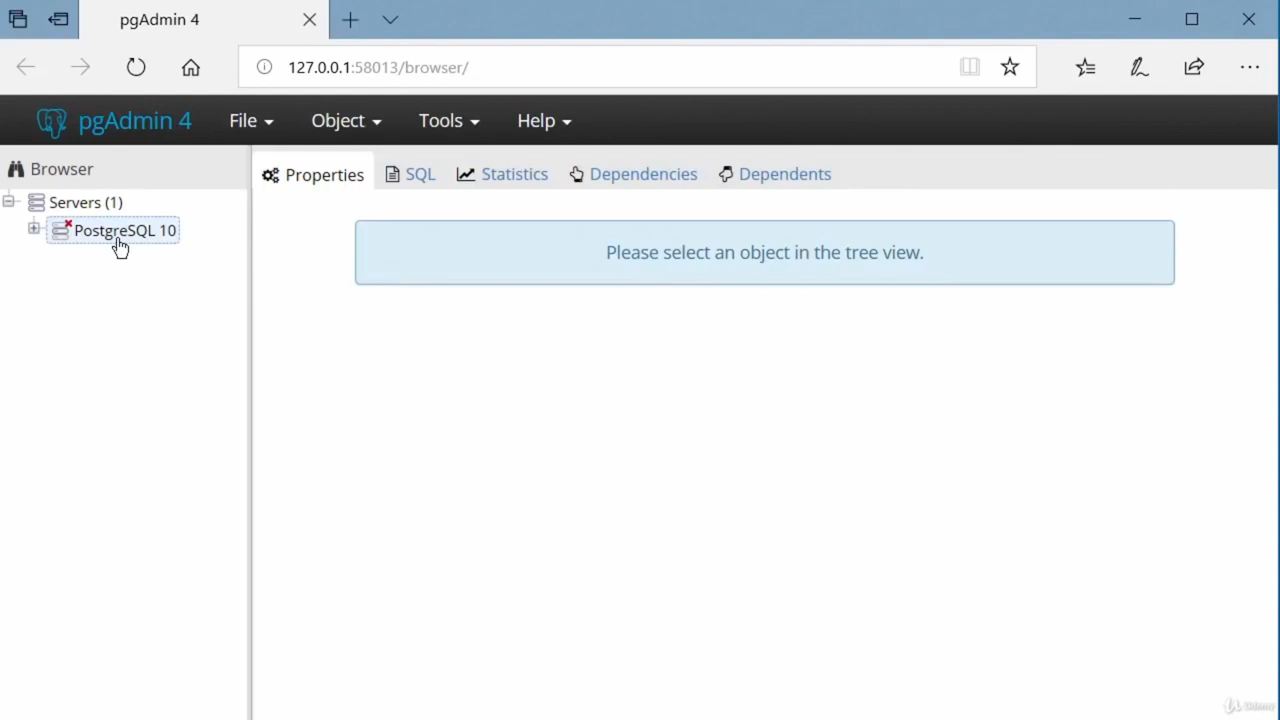 pgAdmin 4
127.0.0.1:58013/browser/
pgAdmin 4 File Object Tools Help
Browser
Properties SQL Statistics Dependencies Dependents
Servers (1)
PostgreSQL 10
Please select an object in the tree view.
Udemy